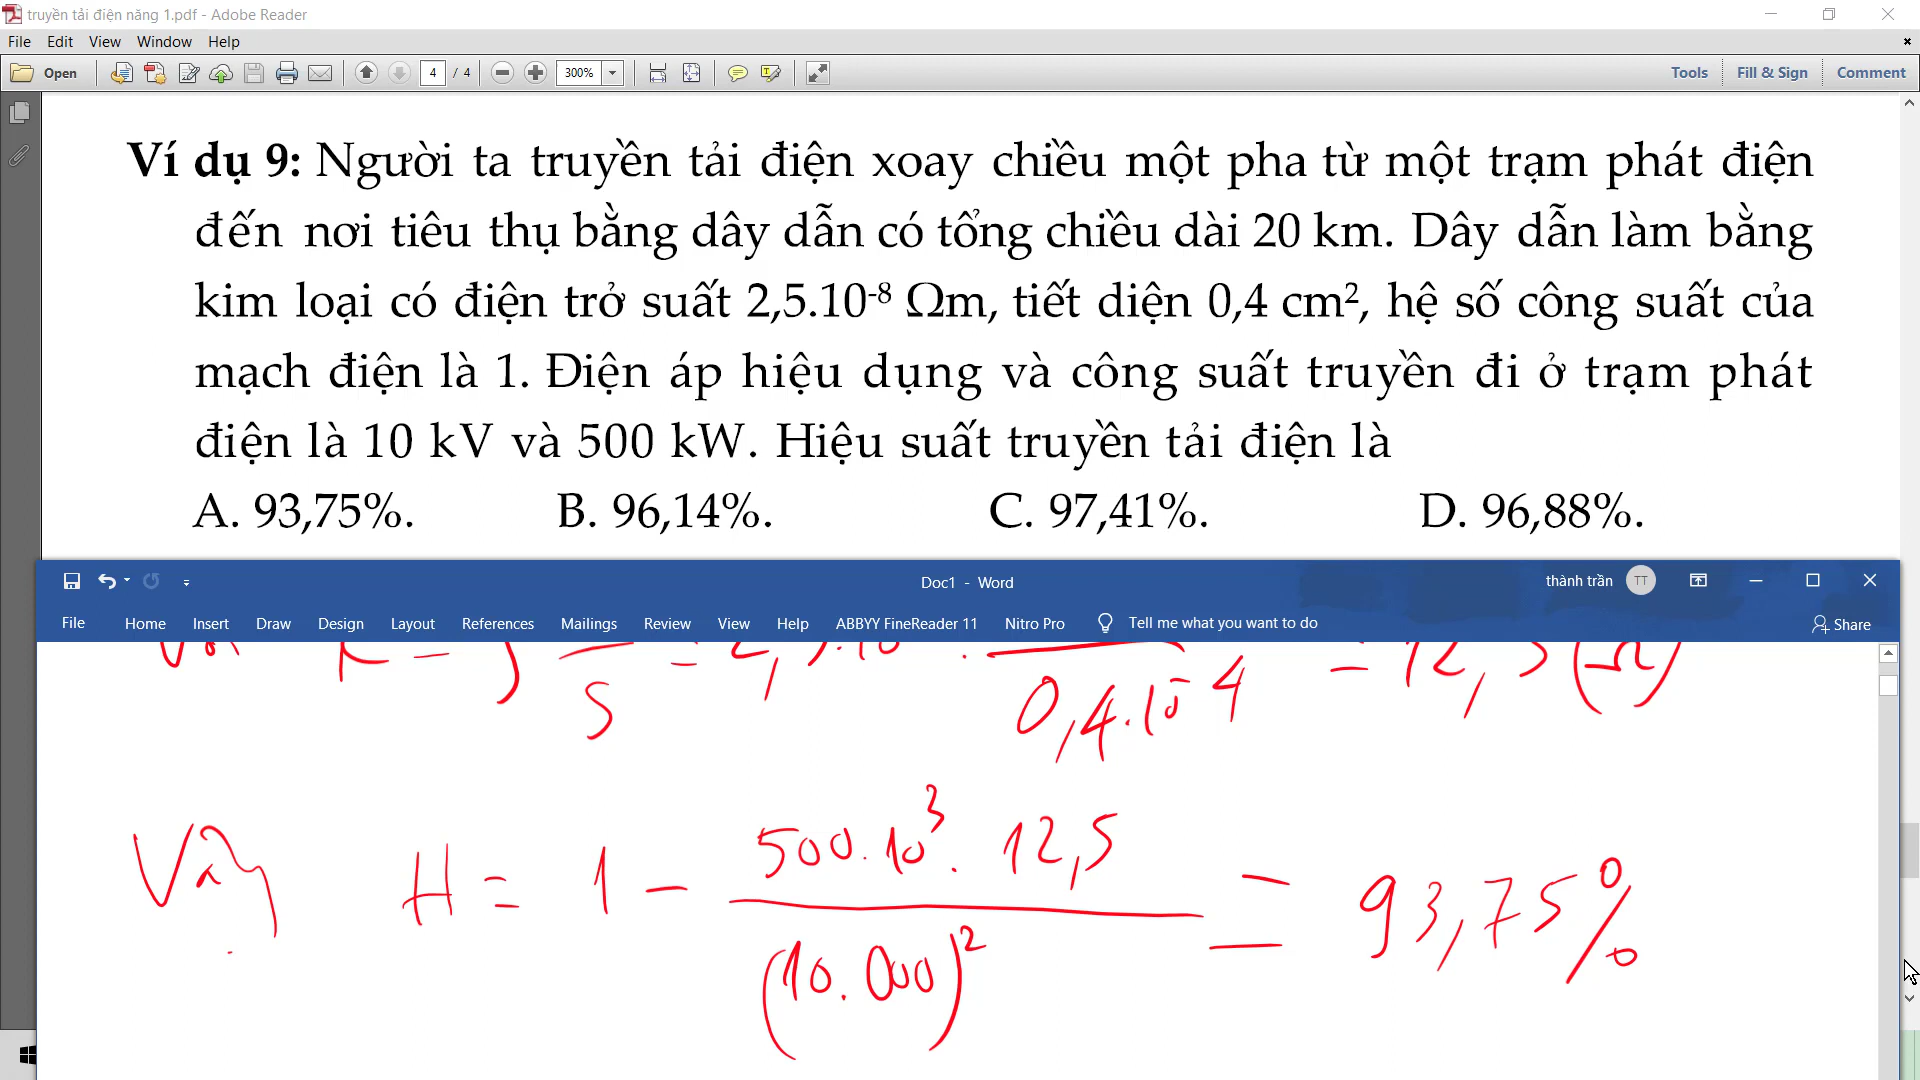 truyền tải điện năng 1.pdf - Adobe Reader
File Edit View Window Help
Open 4 / 4 300% Tools Fill & Sign Comment
Ví dụ 9: Người ta truyền tải điện xoay chiều một pha từ một trạm phát điện
đến nơi tiêu thụ bằng dây dẫn có tổng chiều dài 20 km. Dây dẫn làm bằng
kim loại có điện trở suất 2,5.10⁻⁸ Ωm, tiết diện 0,4 cm², hệ số công suất của
mạch điện là 1. Điện áp hiệu dụng và công suất truyền đi ở trạm phát
điện là 10 kV và 500 kW. Hiệu suất truyền tải điện là
A. 93,75%. B. 96,14%. C. 97,41%. D. 96,88%.
Doc1 - Word thành trần TT
File Home Insert Draw Design Layout References Mailings Review View Help ABBYY FineReader 11 Nitro Pro Tell me what you want to do Share
S 0,4.10⁻⁴ = 12,5 (Ω)
Vậy H = 1 - 500.10³. 12,5 / (10.000)² = 93,75%